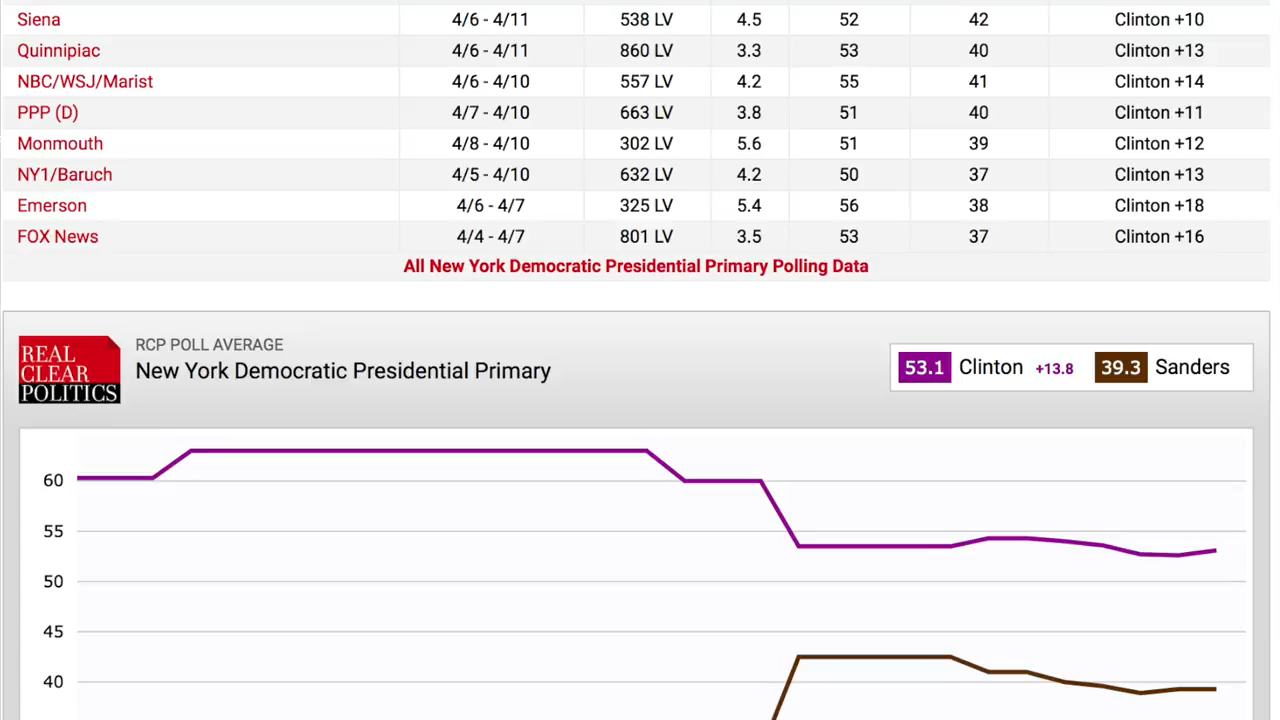 Siena 4/6 - 4/11 538 LV 4.5 52 42 Clinton +10
Quinnipiac 4/6 - 4/11 860 LV 3.3 53 40 Clinton +13
NBC/WSJ/Marist 4/6 - 4/10 557 LV 4.2 55 41 Clinton +14
PPP (D) 4/7 - 4/10 663 LV 3.8 51 40 Clinton +11
Monmouth 4/8 - 4/10 302 LV 5.6 51 39 Clinton +12
NY1/Baruch 4/5 - 4/10 632 LV 4.2 50 37 Clinton +13
Emerson 4/6 - 4/7 325 LV 5.4 56 38 Clinton +18
FOX News 4/4 - 4/7 801 LV 3.5 53 37 Clinton +16
All New York Democratic Presidential Primary Polling Data
REAL
CLEAR
POLITICS
RCP POLL AVERAGE
New York Democratic Presidential Primary
53.1 Clinton +13.8 39.3 Sanders
60
55
50
45
40